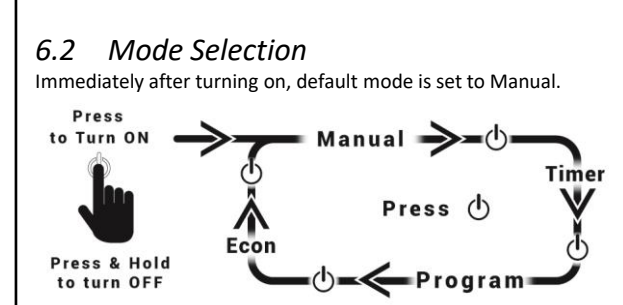 6.2 Mode Selection
Immediately after turning on, default mode is set to Manual.
Press
to Turn ON
Manual
Timer
Press
Econ
Program
Press & Hold
to turn OFF